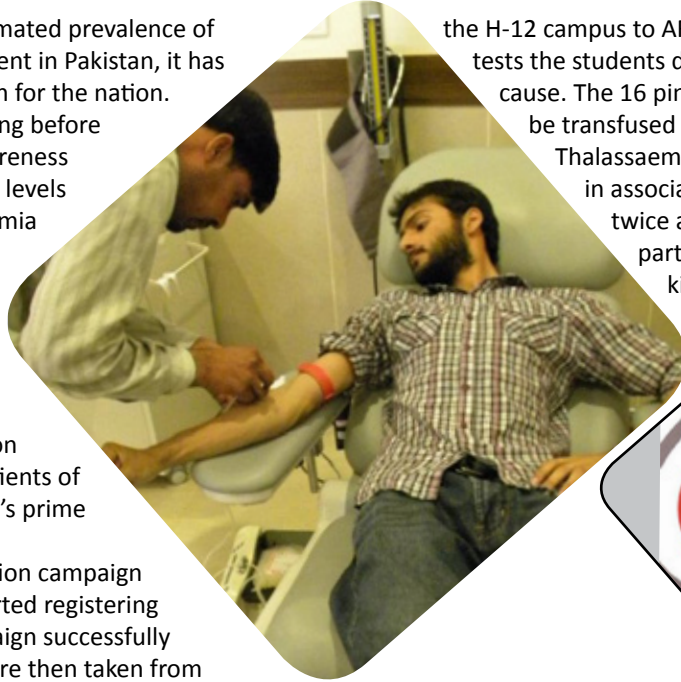 mated prevalence of
ent in Pakistan, it has
for the nation.
ng before
reness
levels
mia
on
ients of
's prime
ion campaign
rted registering
aign successfully
re then taken from
the H-12 campus to
tests the students
cause. The 16
be transfused
Thalassaem
in associa
twice a
part
ki